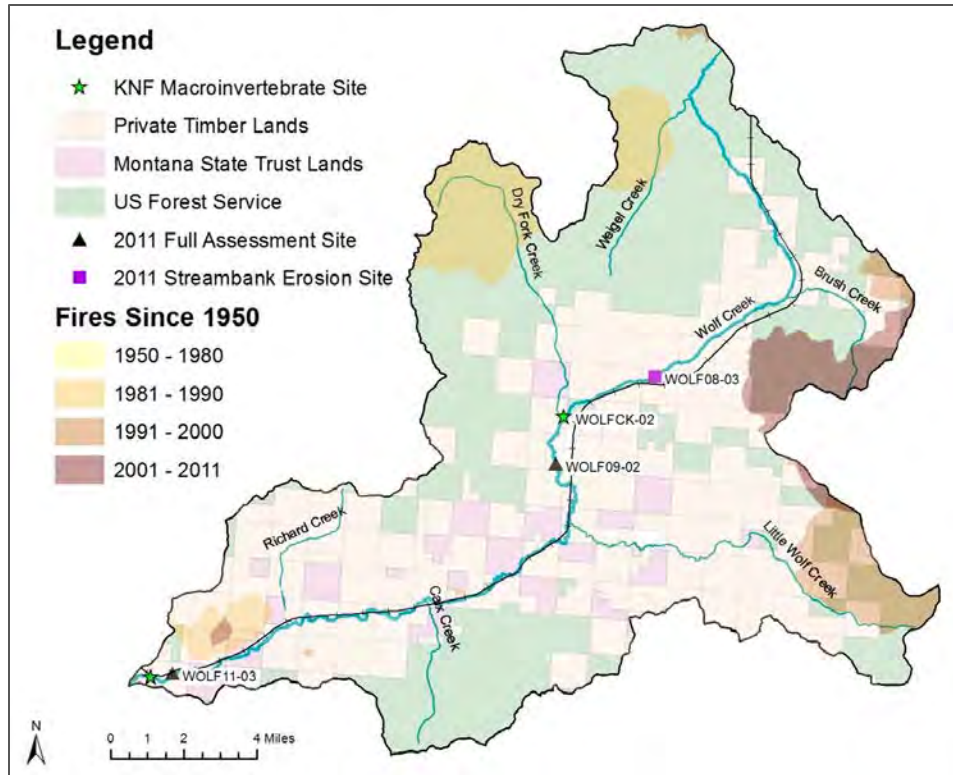 Legend
KNF Macroinvertebrate Site
Private Timber Lands
Montana State Trust Lands
US Forest Service
2011 Full Assessment Site
2011 Streambank Erosion Site
Fires Since 1950
1950 - 1980
1981 - 1990
1991 - 2000
2001 - 2011
Dry Fork Creek
Weigel Creek
Brush Creek
Wolf Creek
WOLF08-03
WOLFCK-02
WOLF09-02
Richard Creek
Little Wolf Creek
Calx Creek
WOLF11-03
N
0 1 2 4 Miles